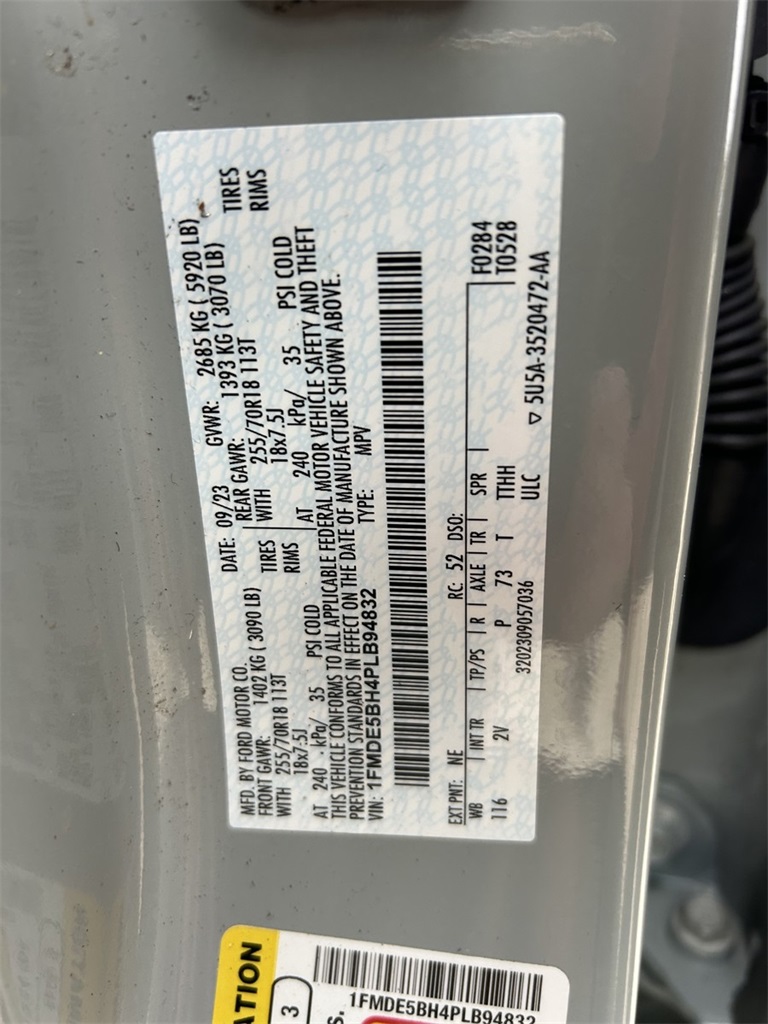 MFD. BY FORD MOTOR CO.
DATE: 09/23 GVWR: 2685 KG ( 5920 LB)
FRONT GAWR: 1402 KG ( 3090 LB) REAR GAWR: 1393 KG ( 3070 LB)
WITH 255/70R18 113T TIRES WITH 255/70R18 113T TIRES
18x7.5J RIMS 18x7.5J RIMS
AT 240 kPa/ 35 PSI COLD AT 240 kPa/ 35 PSI COLD
THIS VEHICLE CONFORMS TO ALL APPLICABLE FEDERAL MOTOR VEHICLE SAFETY AND THEFT
PREVENTION STANDARDS IN EFFECT ON THE DATE OF MANUFACTURE SHOWN ABOVE.
VIN: 1FMDE5BH4PLB94832 TYPE: MPV
F0284
T0528
EXT PNT: NE RC: 52 DSO:
WB INT TR TP/PS R AXLE TR SPR
116 2V P 73 T TTHH
3202309057036 ULC ▽ 5U5A-3520472-AA
ATION
3
s.
1FMDE5BH4PLB94832